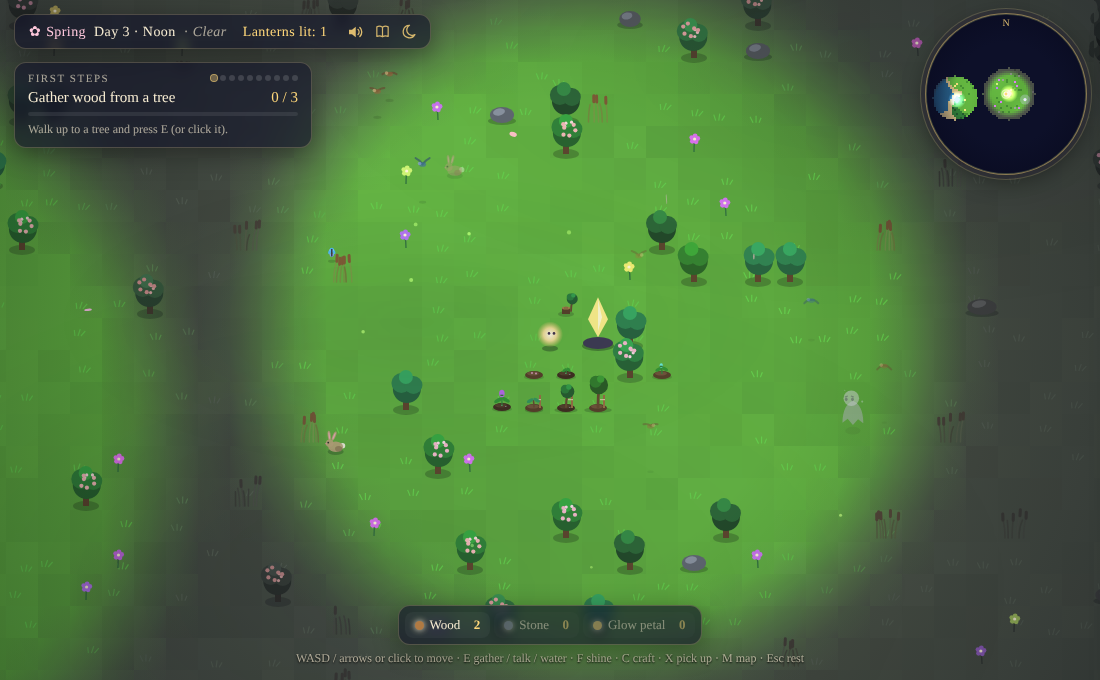 ✿ Spring Day 3 · Noon · Clear Lanterns lit: 1
N
FIRST STEPS
Gather wood from a tree 0 / 3
Walk up to a tree and press E (or click it).
Wood 2 Stone 0 Glow petal 0
WASD / arrows or click to move · E gather / talk / water · F shine · C craft · X pick up · M map · Esc rest